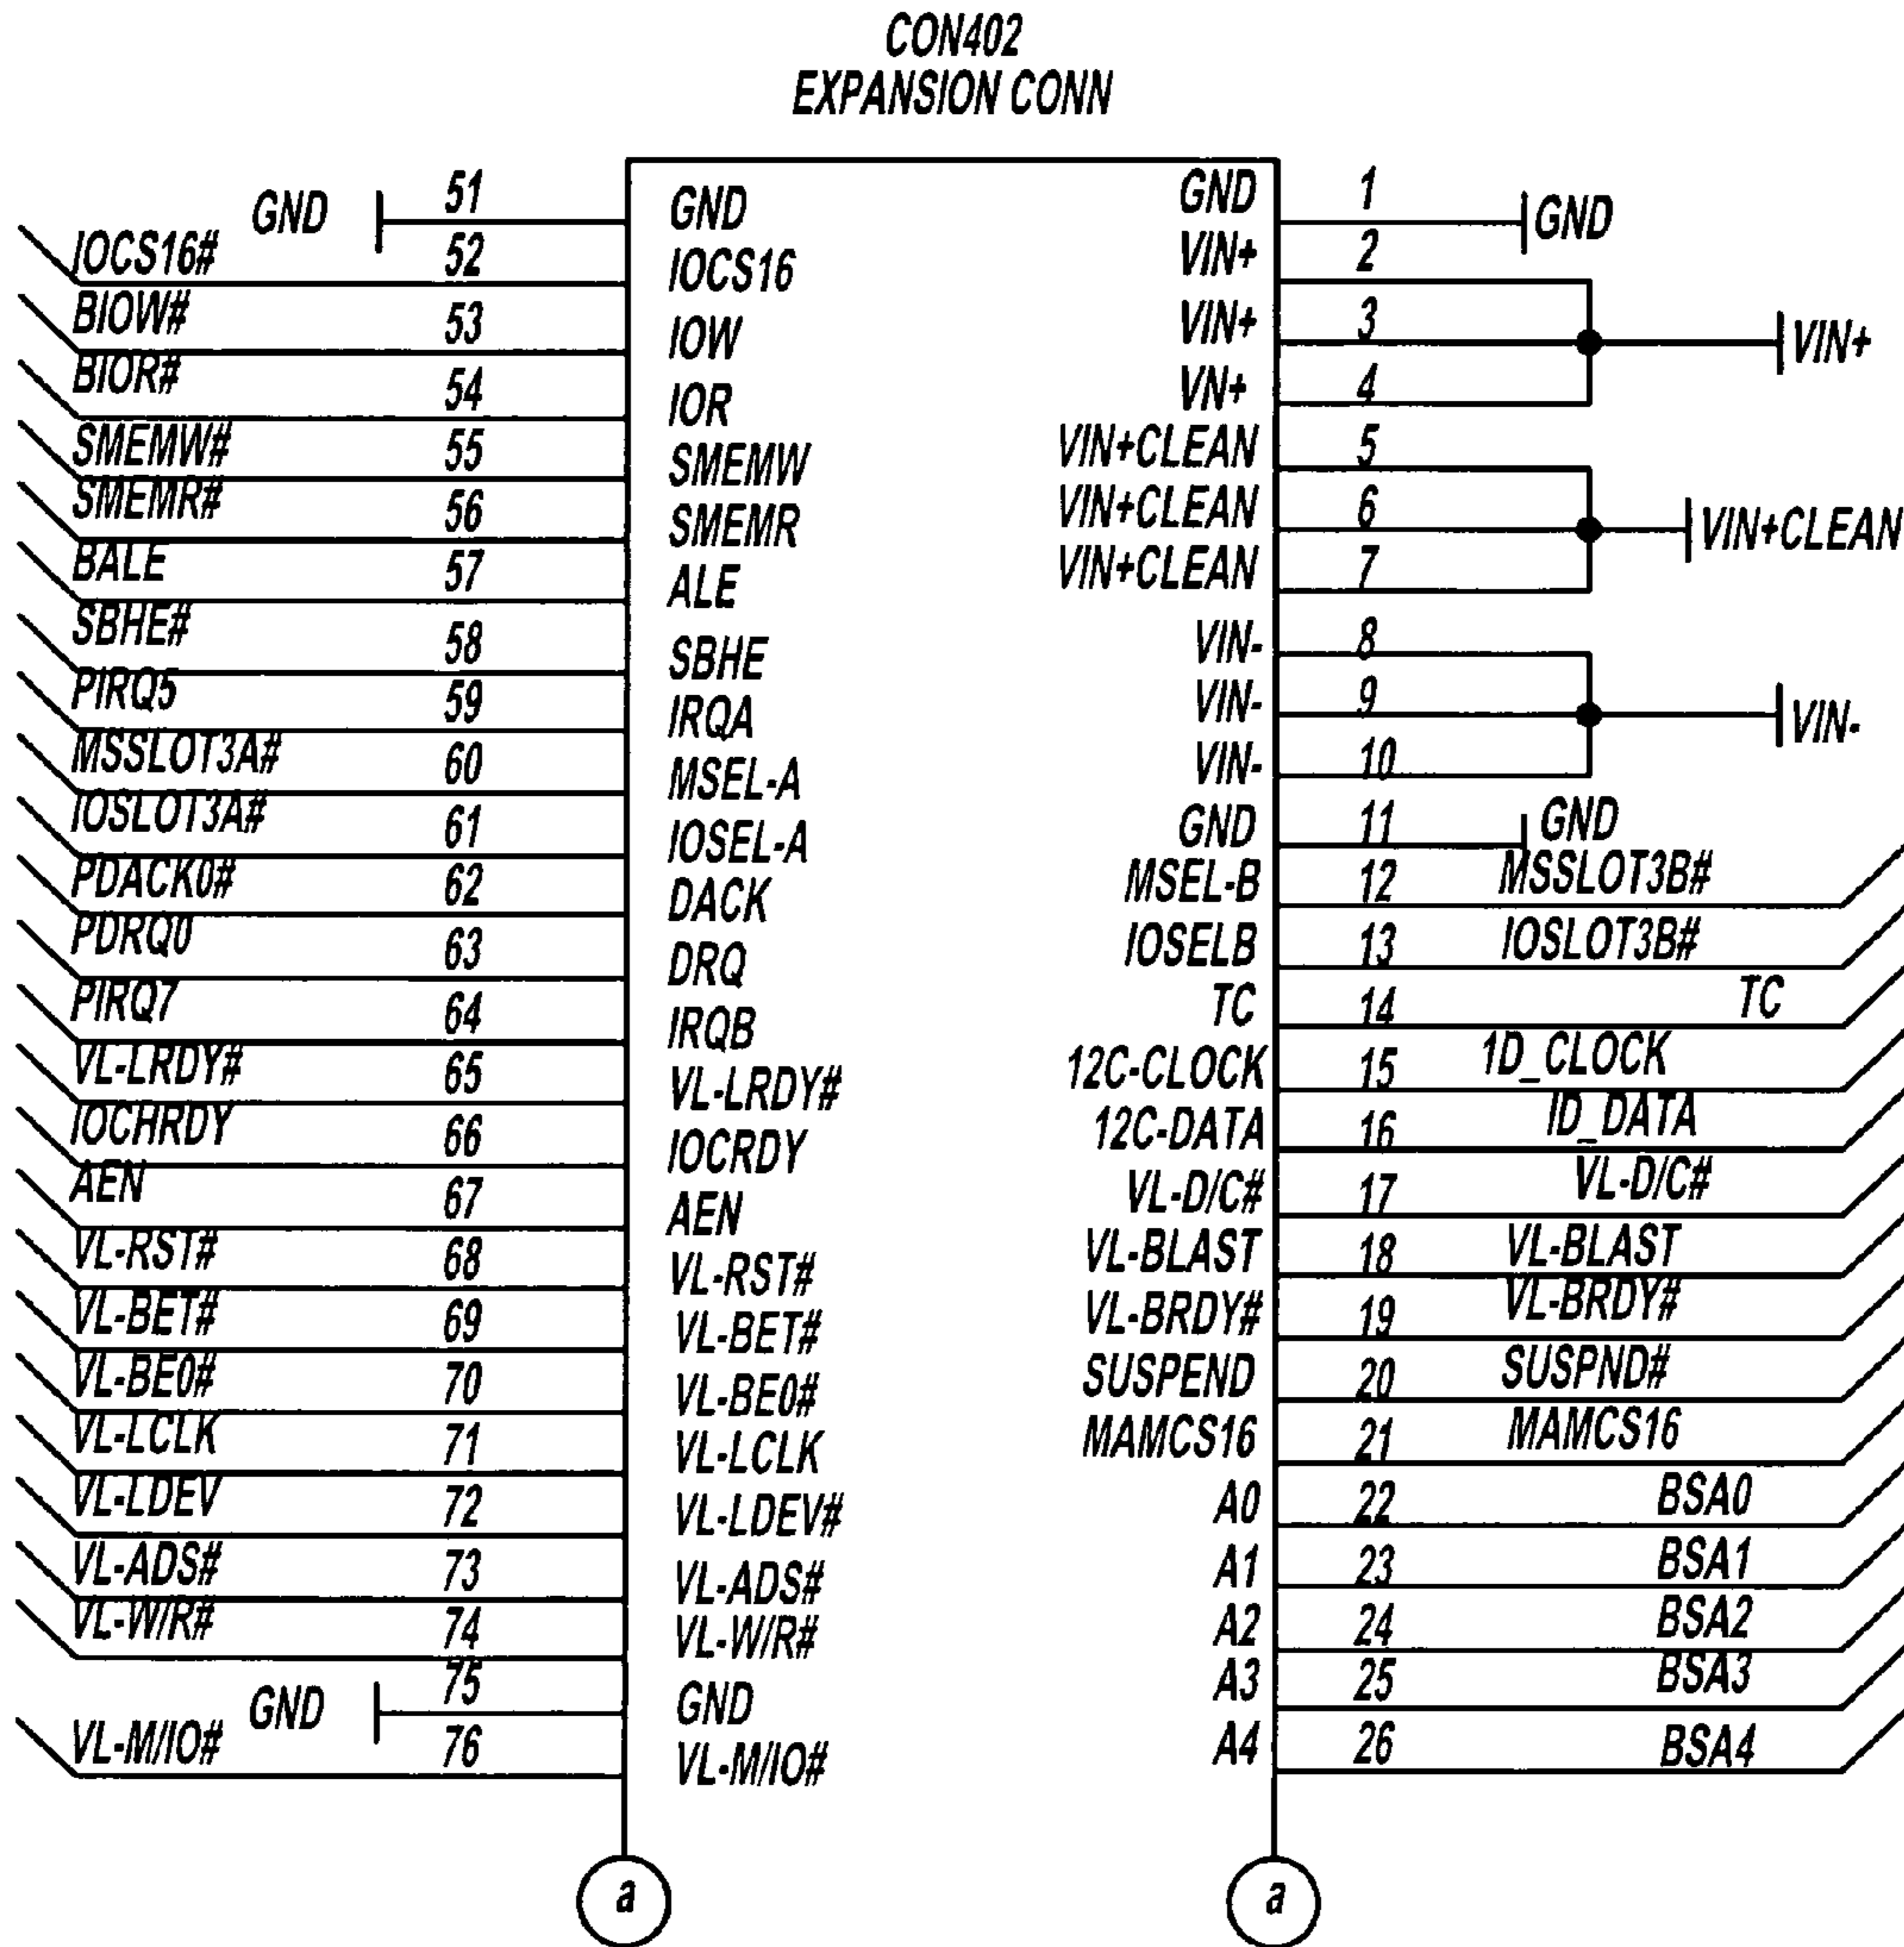 CON402
EXPANSION CONN
GND 51 GND GND 1 GND
IOCS16# 52 IOCS16 VIN+ 2
BIOW# 53 IOW VIN+ 3 VIN+
BIOR# 54 IOR VN+ 4
SMEMW# 55 SMEMW VIN+CLEAN 5
SMEMR# 56 SMEMR VIN+CLEAN 6 VIN+CLEAN
BALE 57 ALE VIN+CLEAN 7
SBHE# 58 SBHE VIN- 8
PIRQ5 59 IRQA VIN- 9 VIN-
MSSLOT3A# 60 MSEL-A VIN- 10
IOSLOT3A# 61 IOSEL-A GND 11 GND
PDACK0# 62 DACK MSEL-B 12 MSSLOT3B#
PDRQ0 63 DRQ IOSELB 13 IOSLOT3B#
PIRQ7 64 IRQB TC 14 TC
VL-LRDY# 65 VL-LRDY# 12C-CLOCK 15 1D_CLOCK
IOCHRDY 66 IOCRDY 12C-DATA 16 ID_DATA
AEN 67 AEN VL-D/C# 17 VL-D/C#
VL-RST# 68 VL-RST# VL-BLAST 18 VL-BLAST
VL-BET# 69 VL-BET# VL-BRDY# 19 VL-BRDY#
VL-BE0# 70 VL-BE0# SUSPEND 20 SUSPND#
VL-LCLK 71 VL-LCLK MAMCS16 21 MAMCS16
VL-LDEV 72 VL-LDEV# A0 22 BSA0
VL-ADS# 73 VL-ADS# A1 23 BSA1
VL-W/R# 74 VL-W/R# A2 24 BSA2
GND 75 GND A3 25 BSA3
VL-M/IO# 76 VL-M/IO# A4 26 BSA4
a a